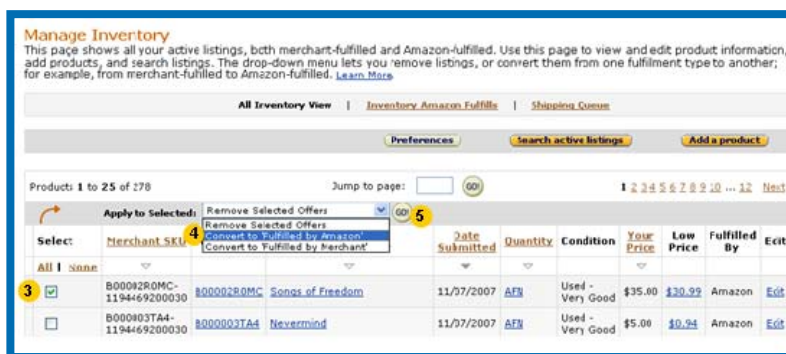 Manage Inventory
This page shows all your active listings, both merchant-fulfilled and Amazon-fulfilled. Use this page to view and edit product information,
add products, and search listings. The drop-down menu lets you remove listings, or convert them from one fulfilment type to another;
for example, from merchant-fulfilled to Amazon-fulfilled. Learn More
All Inventory View | Inventory Amazon Fulfills | Shipping Queue
Preferences Search active listings Add a product
Products 1 to 25 of 278 Jump to page: GO! 1 2 3 4 5 6 7 8 9 10 ... 12 Next
Apply to Selected: Remove Selected Offers GO! 5
Remove Selected Offers
4 Convert to 'Fulfilled by Amazon'
Convert to 'Fulfilled by Merchant'
Select Merchant SKU Date Submitted Quantity Condition Your Price Low Price Fulfilled By Edit
All | None
3 B00002R0MC-1194469200030 B00002R0MC Songs of Freedom 11/07/2007 AFN Used - Very Good $35.00 $30.99 Amazon Edit
B000003TA4-1194469200030 B000003TA4 Nevermind 11/07/2007 AFN Used - Very Good $5.00 $0.94 Amazon Edit